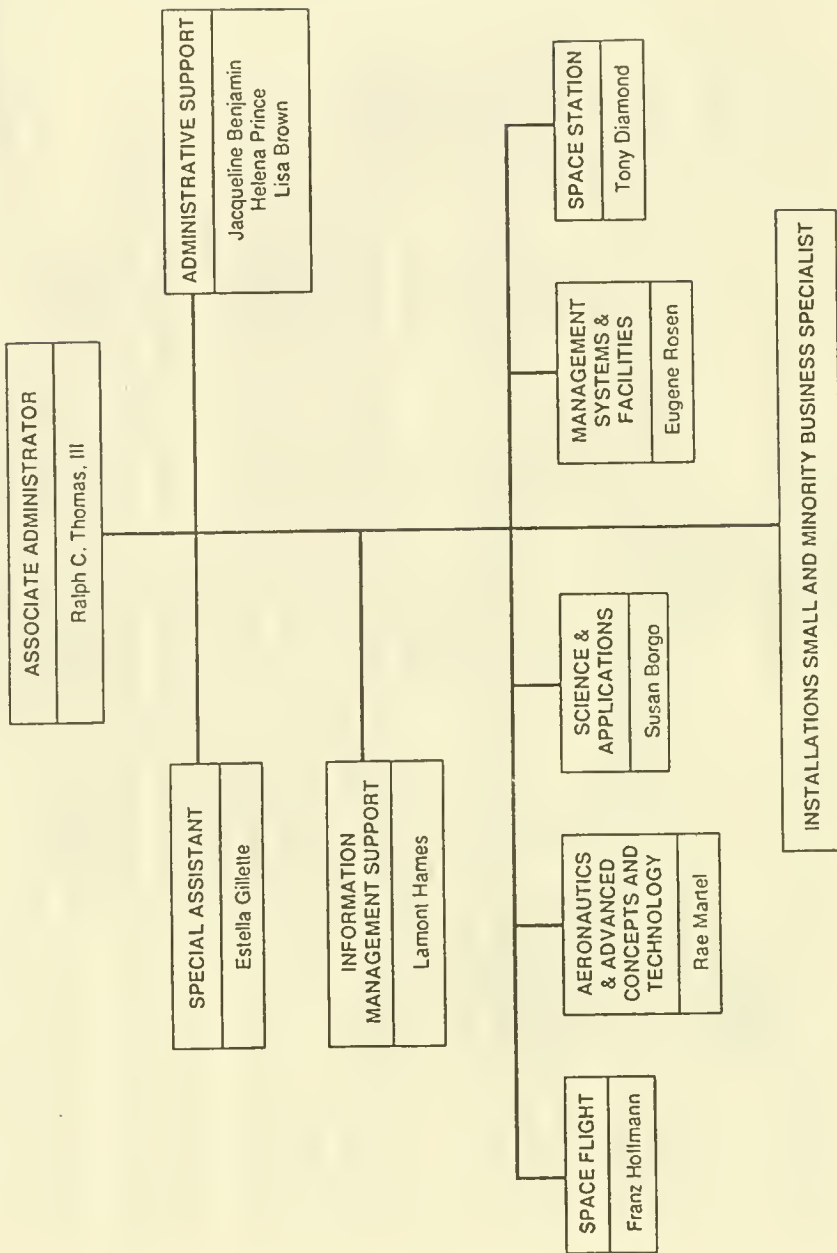 ASSOCIATE ADMINISTRATOR
Ralph C. Thomas, III
SPECIAL ASSISTANT
Estella Gillette
ADMINISTRATIVE SUPPORT
Jacqueline Benjamin
Helena Prince
Lisa Brown
INFORMATION
MANAGEMENT SUPPORT
Lamont Hames
SPACE FLIGHT
Franz Hollmann
AERONAUTICS
& ADVANCED
CONCEPTS AND
TECHNOLOGY
Rae Martel
SCIENCE &
APPLICATIONS
Susan Borgo
MANAGEMENT
SYSTEMS &
FACILITIES
Eugene Rosen
SPACE STATION
Tony Diamond
INSTALLATIONS SMALL AND MINORITY BUSINESS SPECIALIST